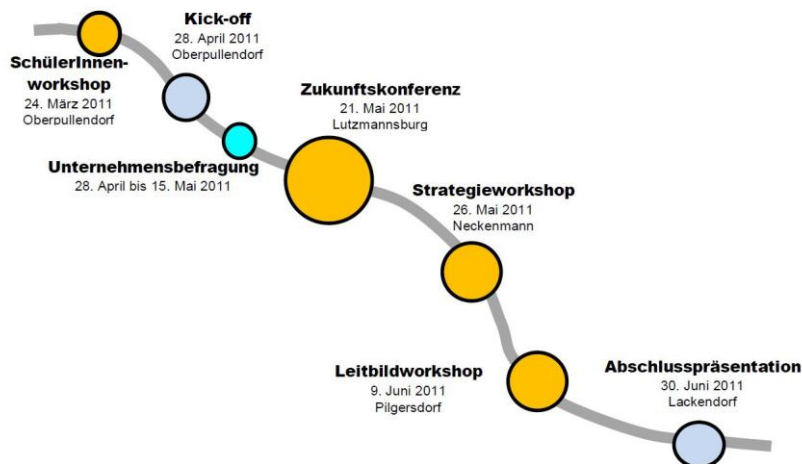 SchülerInnen-
workshop
24. März 2011
Oberpullendorf
Kick-off
28. April 2011
Oberpullendorf
Unternehmensbefragung
28. April bis 15. Mai 2011
Zukunftskonferenz
21. Mai 2011
Lutzmannsburg
Strategieworkshop
26. Mai 2011
Neckenmann
Leitbildworkshop
9. Juni 2011
Pilgersdorf
Abschlusspräsentation
30. Juni 2011
Lackendorf